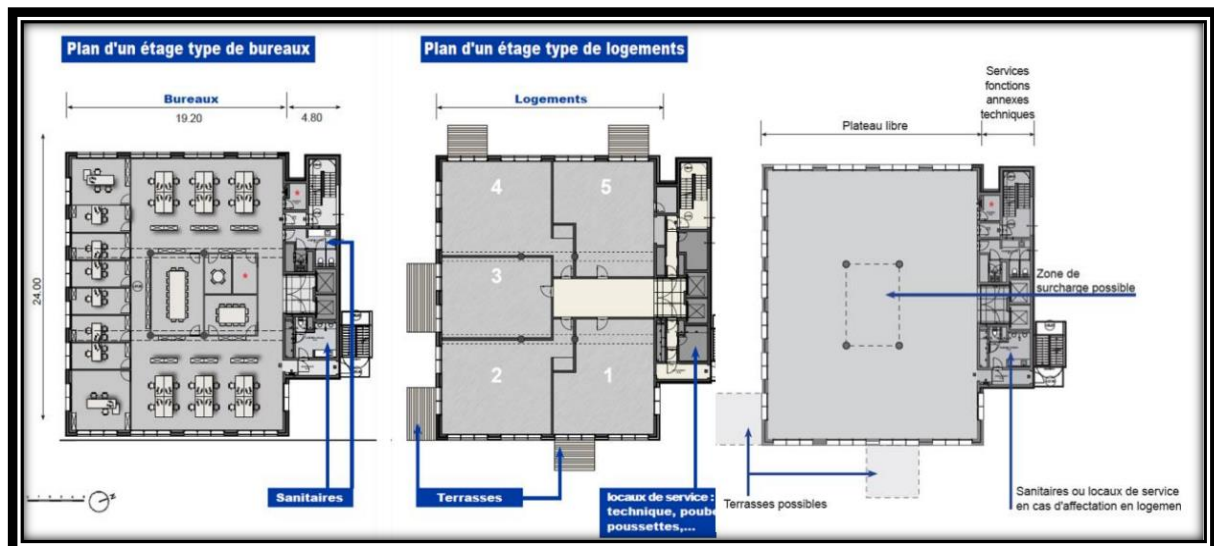 Plan d'un étage type de bureaux
Bureaux
19.20
4.80
24.00
Sanitaires
Plan d'un étage type de logements
Logements
4
5
3
2
1
Terrasses
locaux de service :
technique, poube
poussettes,...
Services
fonctions
annexes
techniques
Plateau libre
Zone de
surcharge possible
Terrasses possibles
Sanitaires ou locaux de service
en cas d'affectation en logemen